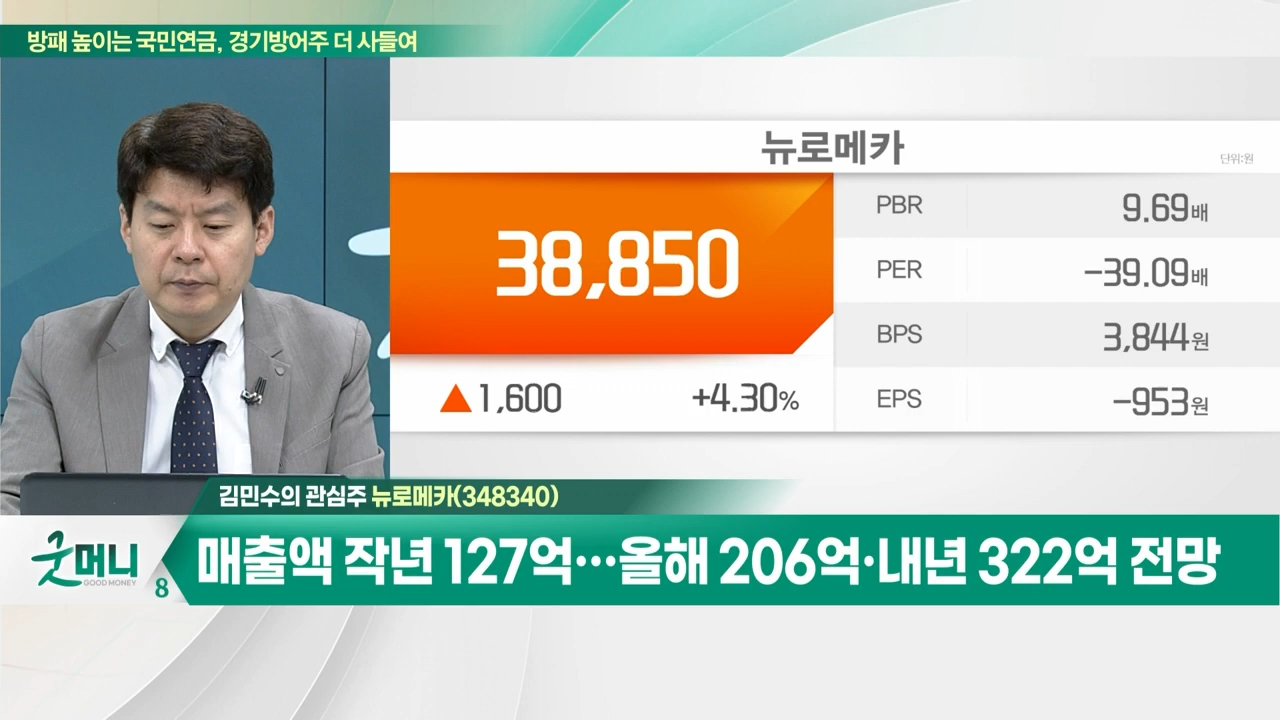 방패 높이는 국민연금, 경기방어주 더 사들여
뉴로메카
단위:원
38,850
▲1,600 +4.30%
PBR 9.69배
PER -39.09배
BPS 3,844원
EPS -953원
김민수의 관심주 뉴로메카(348340)
굿머니
GOOD MONEY
8
매출액 작년 127억…올해 206억·내년 322억 전망